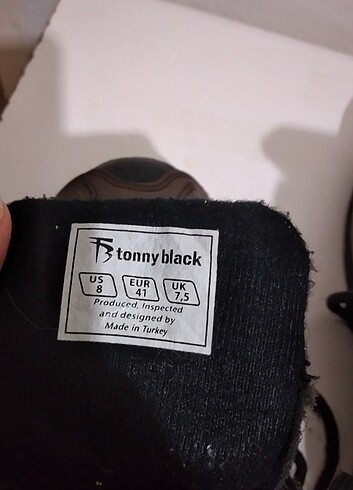 tonny black
US EUR UK
8 41 7,5
Produced, Inspected
and designed by
Made in Turkey